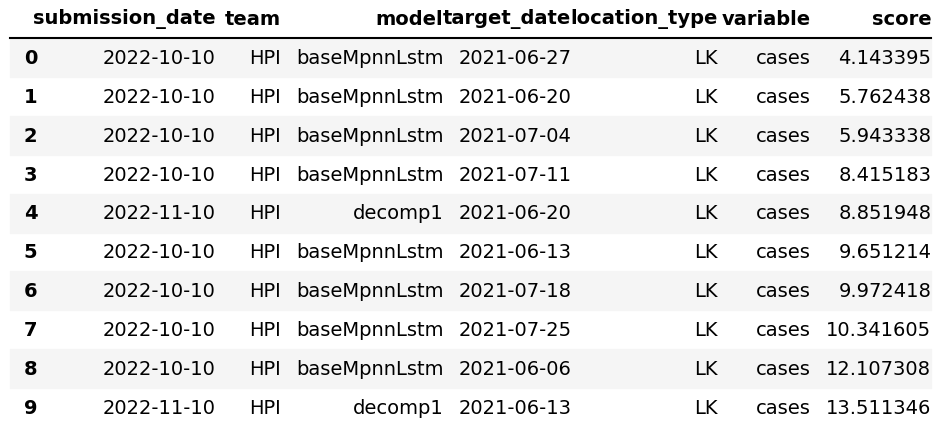 submission_date team model target_date location_type variable score
0 2022-10-10 HPI baseMpnnLstm 2021-06-27 LK cases 4.143395
1 2022-10-10 HPI baseMpnnLstm 2021-06-20 LK cases 5.762438
2 2022-10-10 HPI baseMpnnLstm 2021-07-04 LK cases 5.943338
3 2022-10-10 HPI baseMpnnLstm 2021-07-11 LK cases 8.415183
4 2022-11-10 HPI decomp1 2021-06-20 LK cases 8.851948
5 2022-10-10 HPI baseMpnnLstm 2021-06-13 LK cases 9.651214
6 2022-10-10 HPI baseMpnnLstm 2021-07-18 LK cases 9.972418
7 2022-10-10 HPI baseMpnnLstm 2021-07-25 LK cases 10.341605
8 2022-10-10 HPI baseMpnnLstm 2021-06-06 LK cases 12.107308
9 2022-11-10 HPI decomp1 2021-06-13 LK cases 13.511346